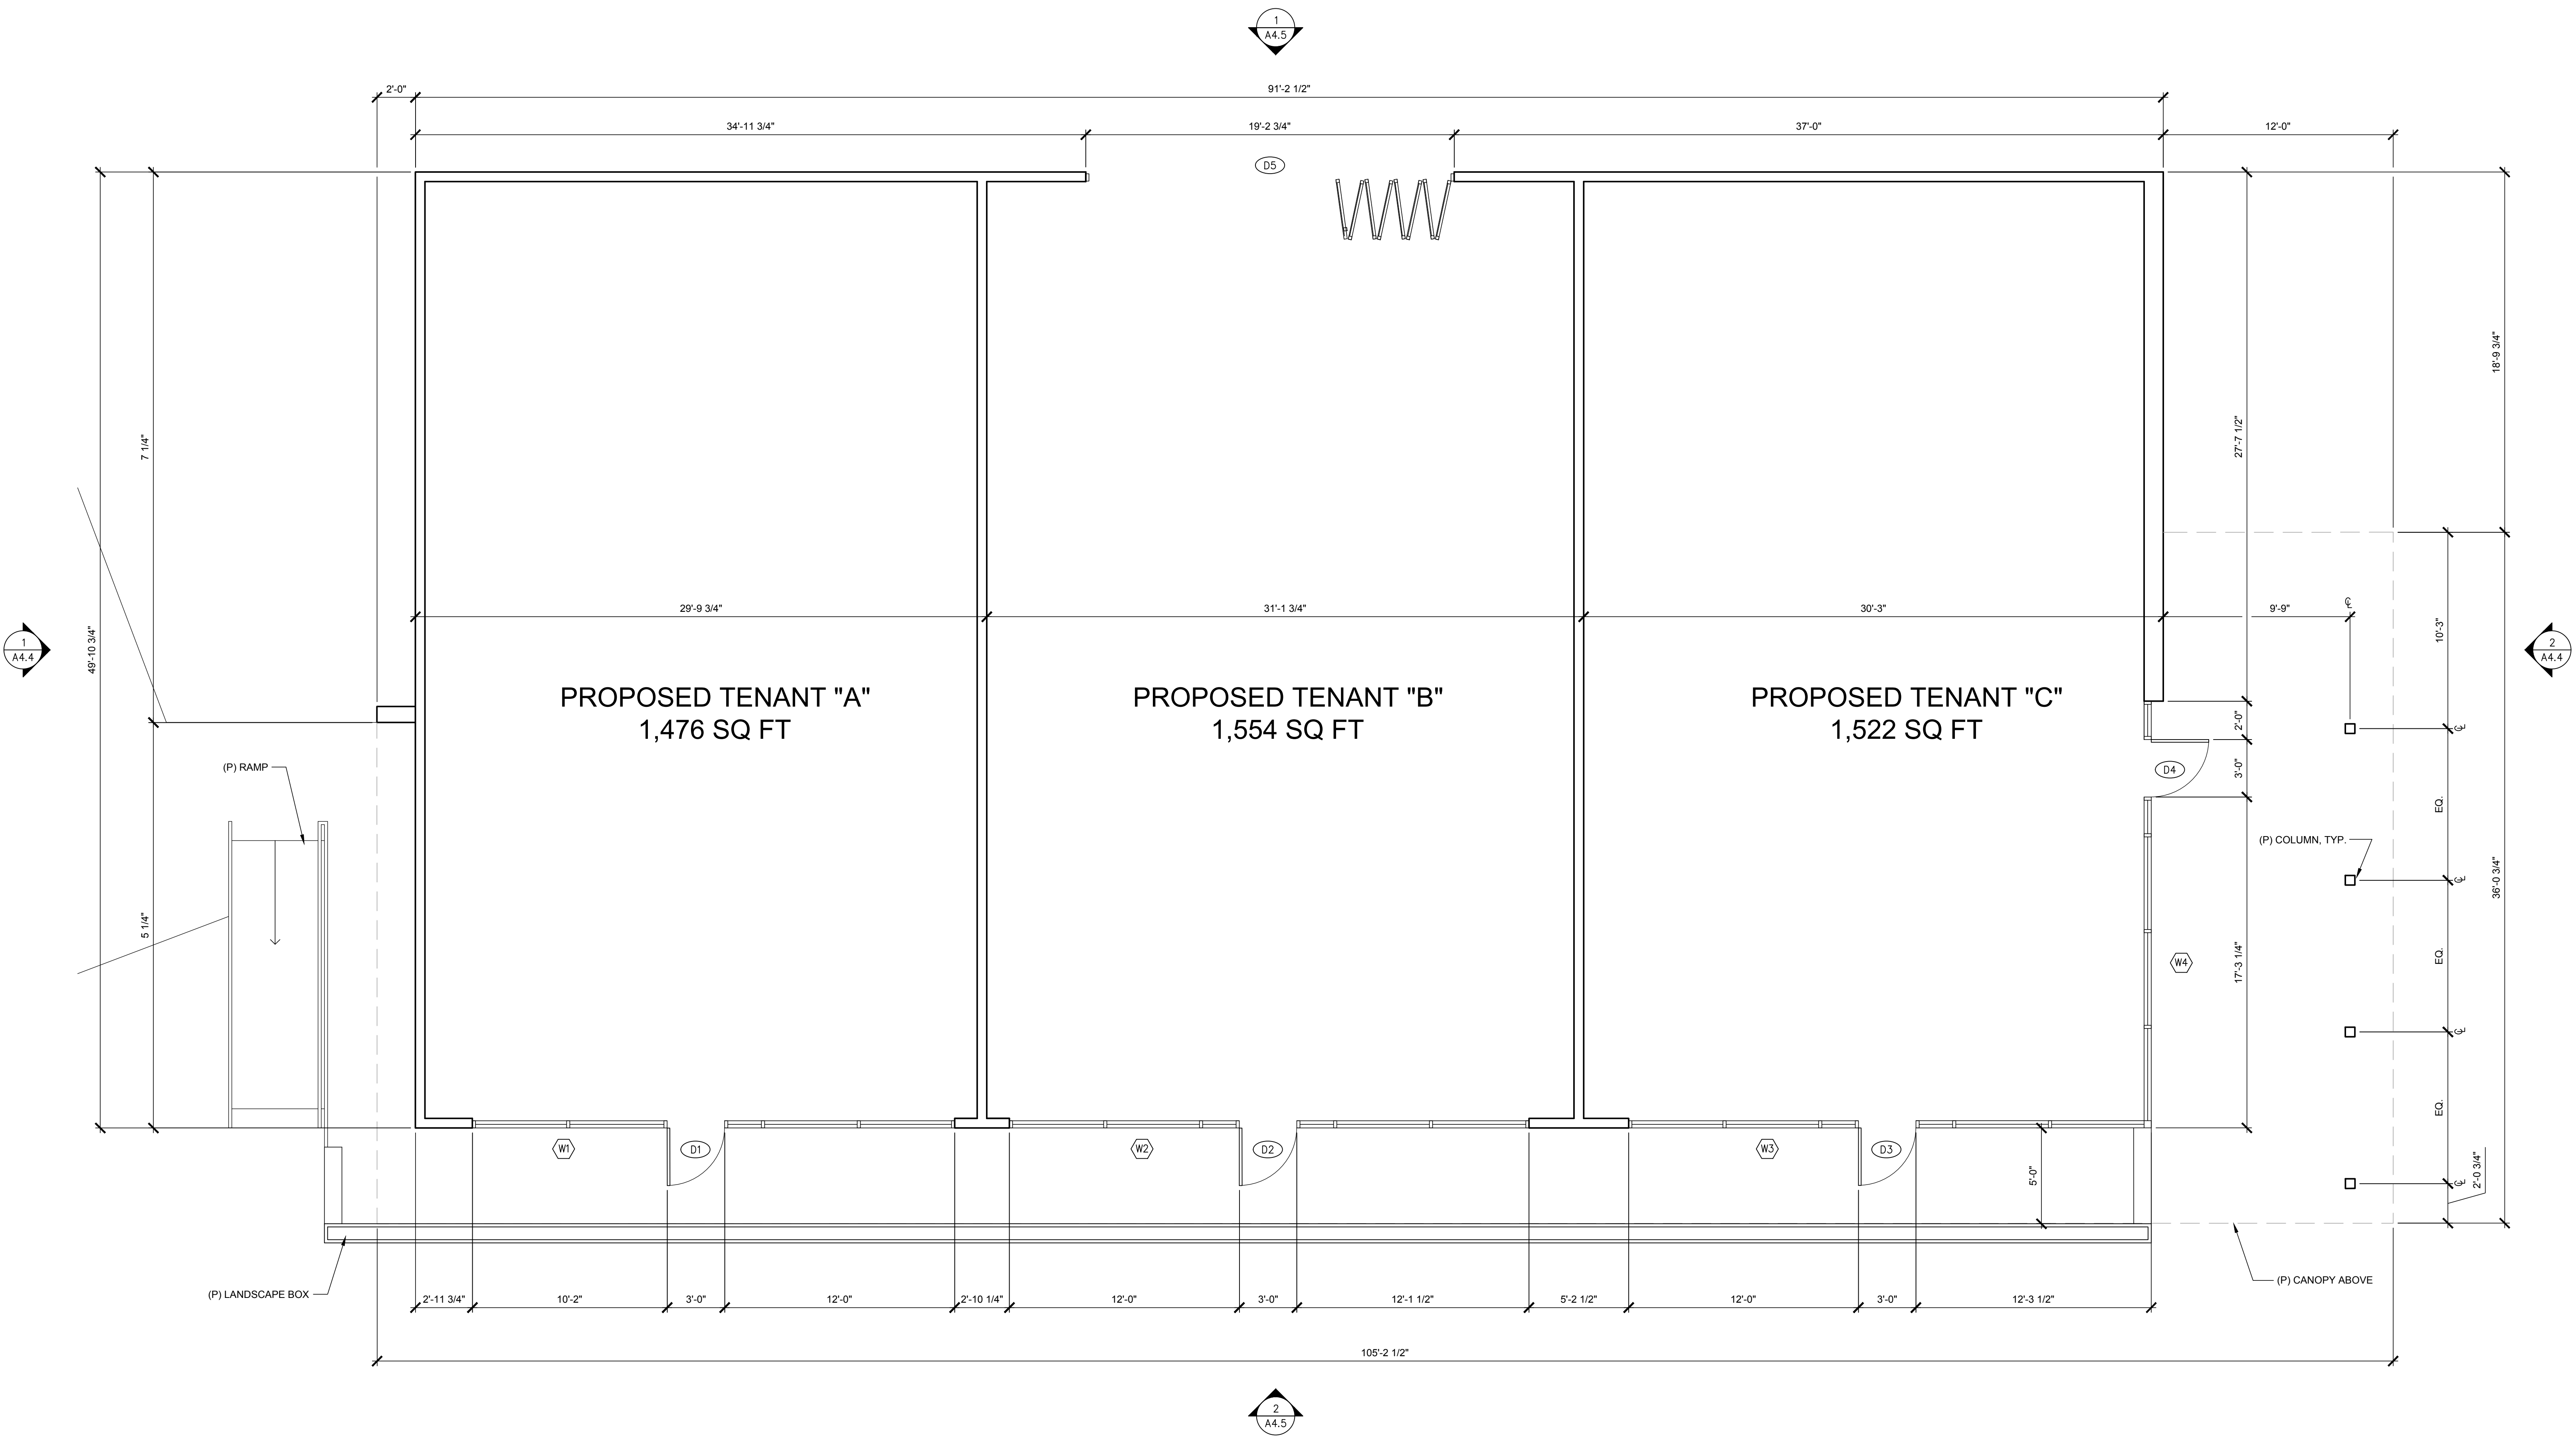 1
A4.5
2'-0"
91'-2 1/2"
34'-11 3/4"
19'-2 3/4"
37'-0"
12'-0"
D5
49'-10 3/4"
7 1/4"
5 1/4"
27'-7 1/2"
18'-9 3/4"
29'-9 3/4"
31'-1 3/4"
30'-3"
9'-9"
℄
10'-3"
1
A4.4
2
A4.4
PROPOSED TENANT "A"
1,476 SQ FT
PROPOSED TENANT "B"
1,554 SQ FT
PROPOSED TENANT "C"
1,522 SQ FT
2'-0"
℄
3'-0"
D4
(P) RAMP
EQ.
(P) COLUMN, TYP.
℄
36'-0 3/4"
17'-3 1/4"
W4
EQ.
℄
EQ.
℄
2'-0 3/4"
W1
D1
W2
D2
W3
D3
5'-0"
(P) LANDSCAPE BOX
(P) CANOPY ABOVE
2'-11 3/4"
10'-2"
3'-0"
12'-0"
2'-10 1/4"
12'-0"
3'-0"
12'-1 1/2"
5'-2 1/2"
12'-0"
3'-0"
12'-3 1/2"
105'-2 1/2"
2
A4.5